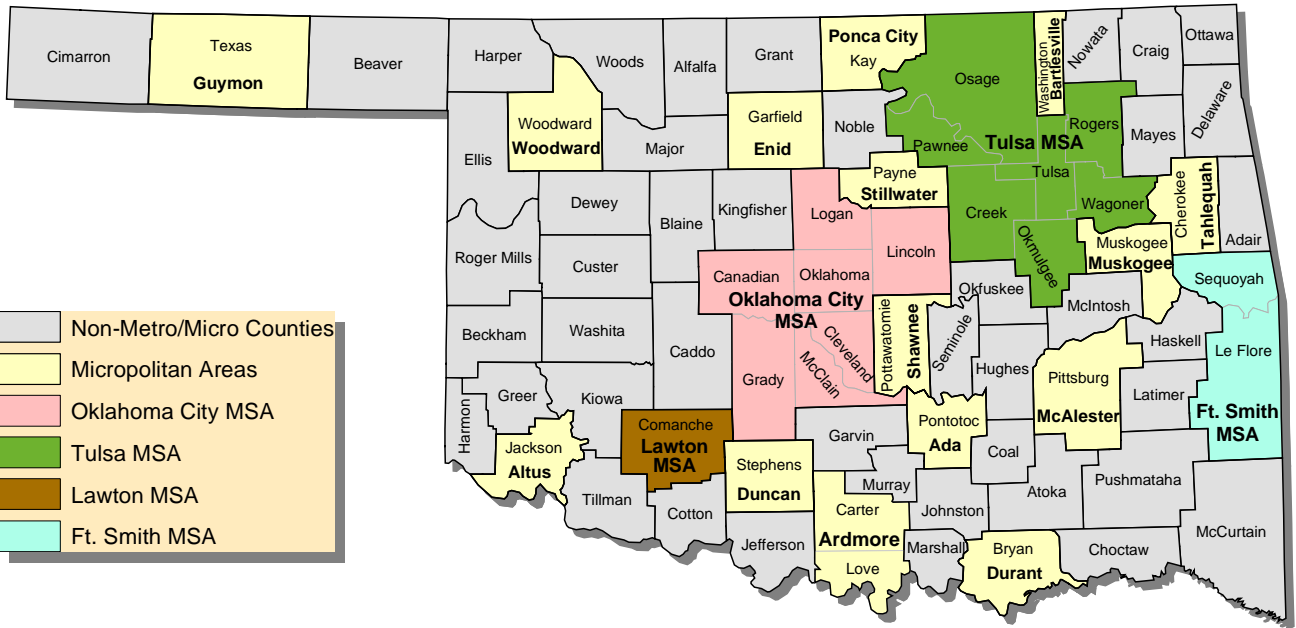 Cimarron
Texas
Guymon
Beaver
Harper
Woods
Alfalfa
Grant
Ponca City
Kay
Osage
Washington
Bartlesville
Nowata
Craig
Ottawa
Delaware
Ellis
Woodward
Woodward
Major
Garfield
Enid
Noble
Pawnee
Tulsa MSA
Rogers
Mayes
Payne
Stillwater
Tulsa
Creek
Wagoner
Cherokee
Tahlequah
Adair
Dewey
Blaine
Kingfisher
Logan
Lincoln
Okmulgee
Muskogee
Muskogee
Sequoyah
Roger Mills
Custer
Canadian
Oklahoma
Oklahoma City
MSA
Okfuskee
McIntosh
Haskell
Beckham
Washita
Caddo
Grady
Cleveland
McClain
Pottawatomie
Shawnee
Seminole
Hughes
Pittsburg
McAlester
Latimer
Le Flore
Ft. Smith
MSA
Harmon
Greer
Kiowa
Jackson
Altus
Comanche
Lawton
MSA
Tillman
Cotton
Stephens
Duncan
Garvin
Pontotoc
Ada
Coal
Murray
Johnston
Atoka
Pushmataha
McCurtain
Jefferson
Carter
Ardmore
Love
Marshall
Bryan
Durant
Choctaw
Non-Metro/Micro Counties
Micropolitan Areas
Oklahoma City MSA
Tulsa MSA
Lawton MSA
Ft. Smith MSA